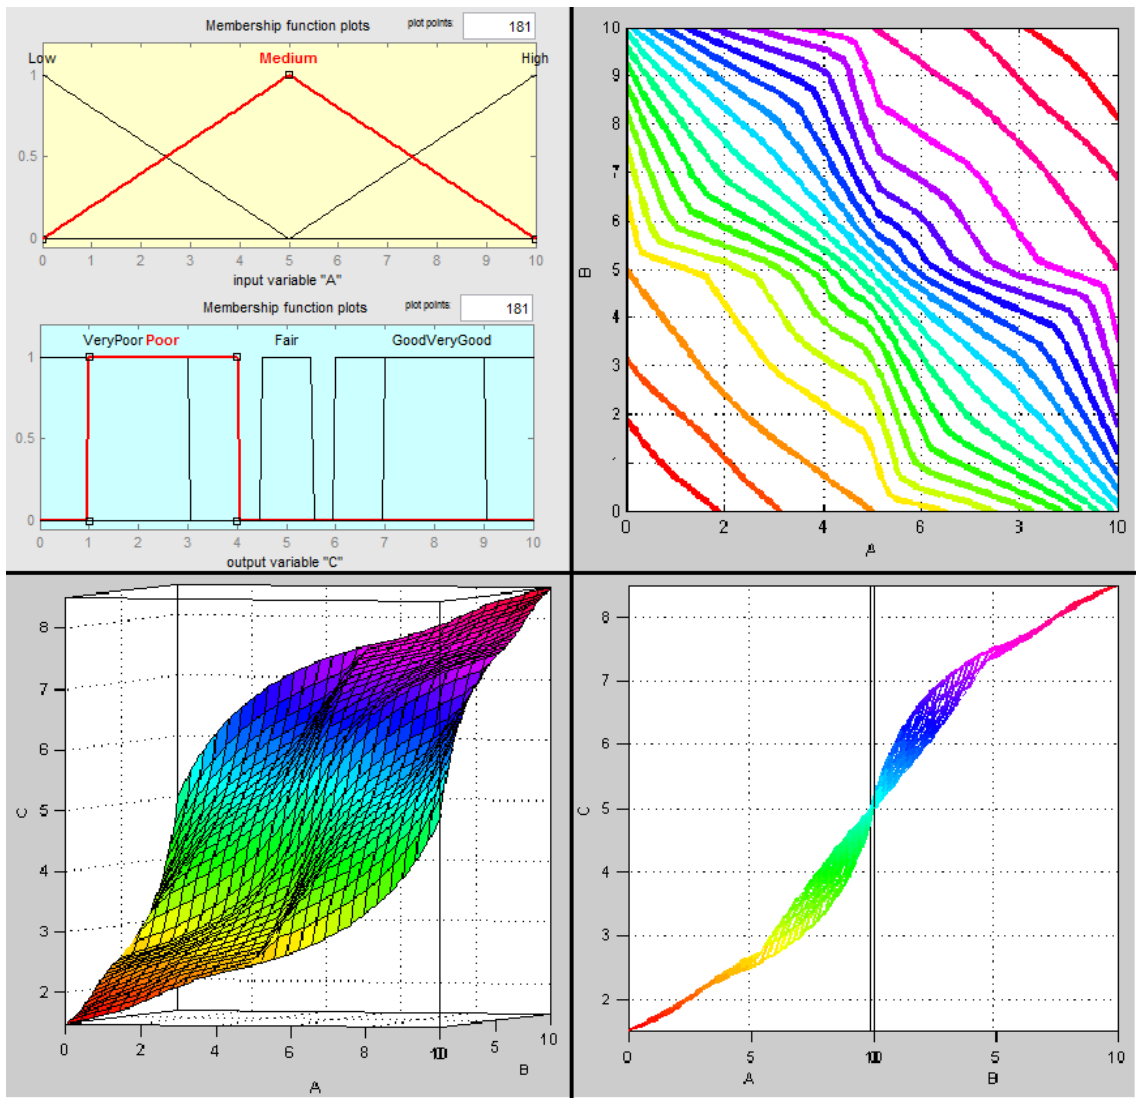 Membership function plots plot points: 181
Low Medium High
1
0.5
0
0 1 2 3 4 5 6 7 8 9 10
input variable "A"
Membership function plots plot points: 181
VeryPoor Poor Fair GoodVeryGood
1
0.5
0
0 1 2 3 4 5 6 7 8 9 10
output variable "C"
10
9
8
7
6
5
4
3
2
1
0
B
0 2 4 6 8 10
A
8
7
6
5
4
3
2
C
0 2 4 6 8 10 5 10
A
B
8
7
6
5
4
3
2
C
0 5 10 5 10
A B